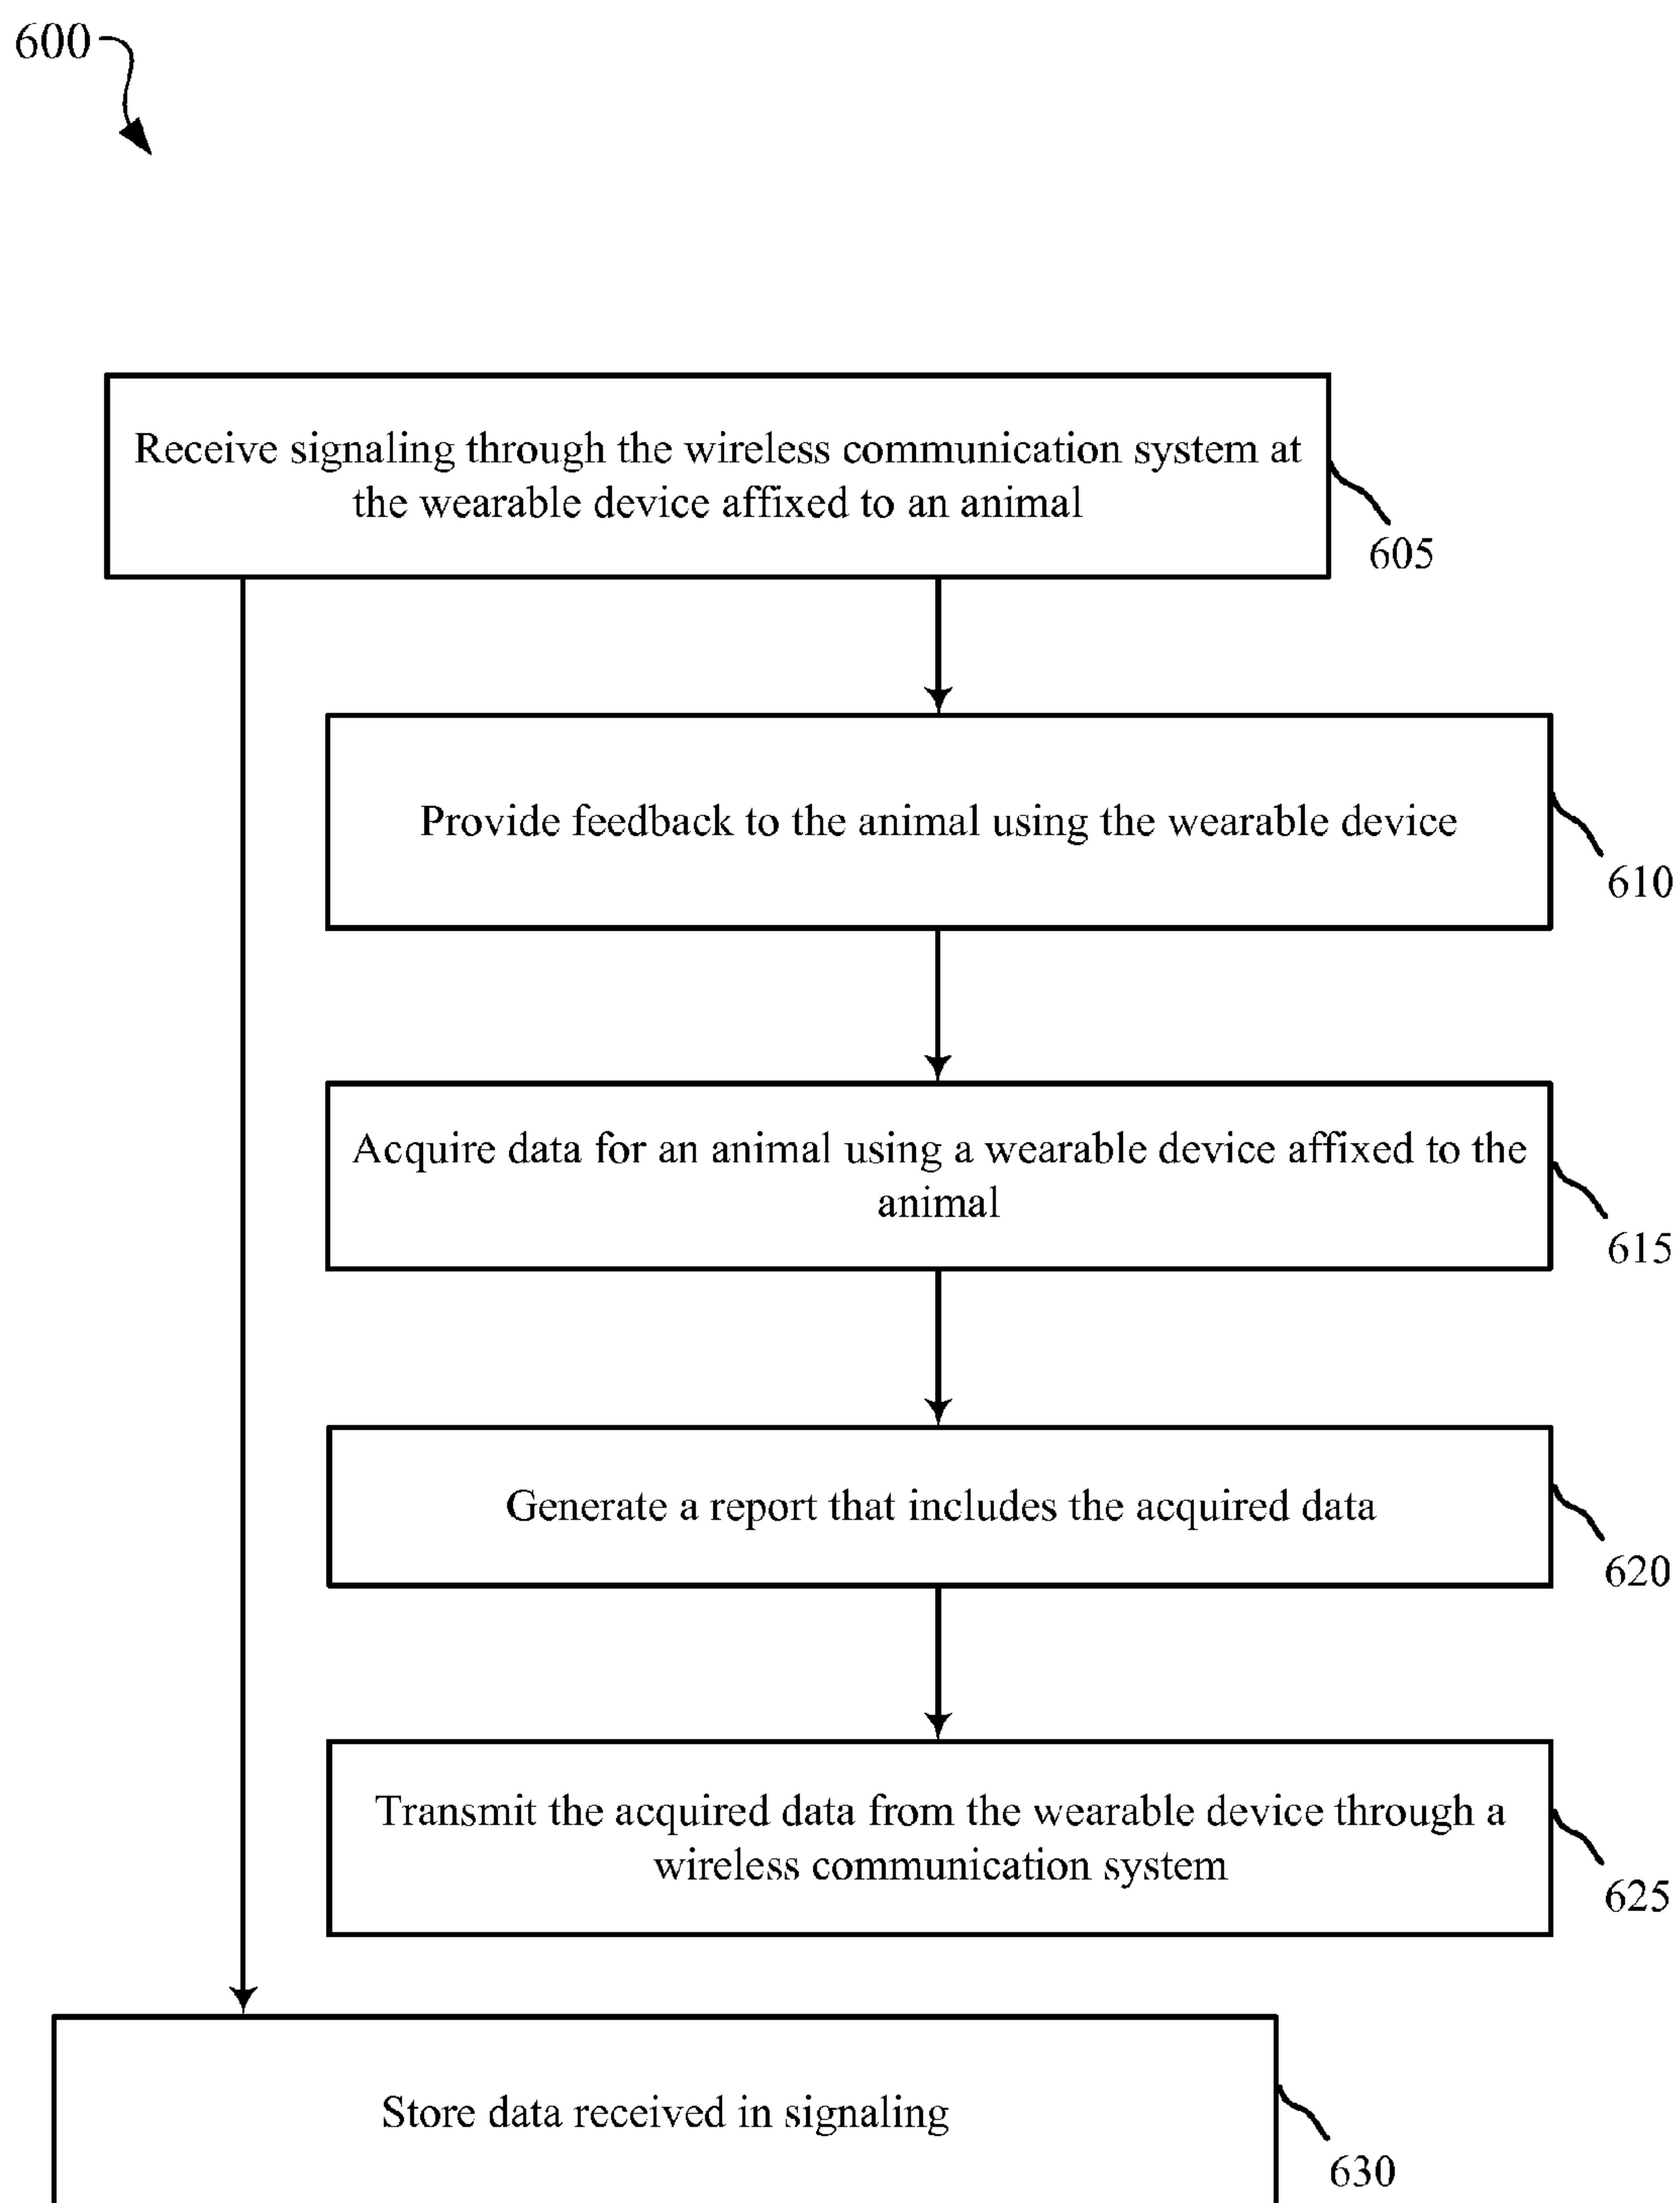 600
Receive signaling through the wireless communication system at
the wearable device affixed to an animal
605
Provide feedback to the animal using the wearable device
610
Acquire data for an animal using a wearable device affixed to the
animal
615
Generate a report that includes the acquired data
620
Transmit the acquired data from the wearable device through a
wireless communication system
625
Store data received in signaling
630